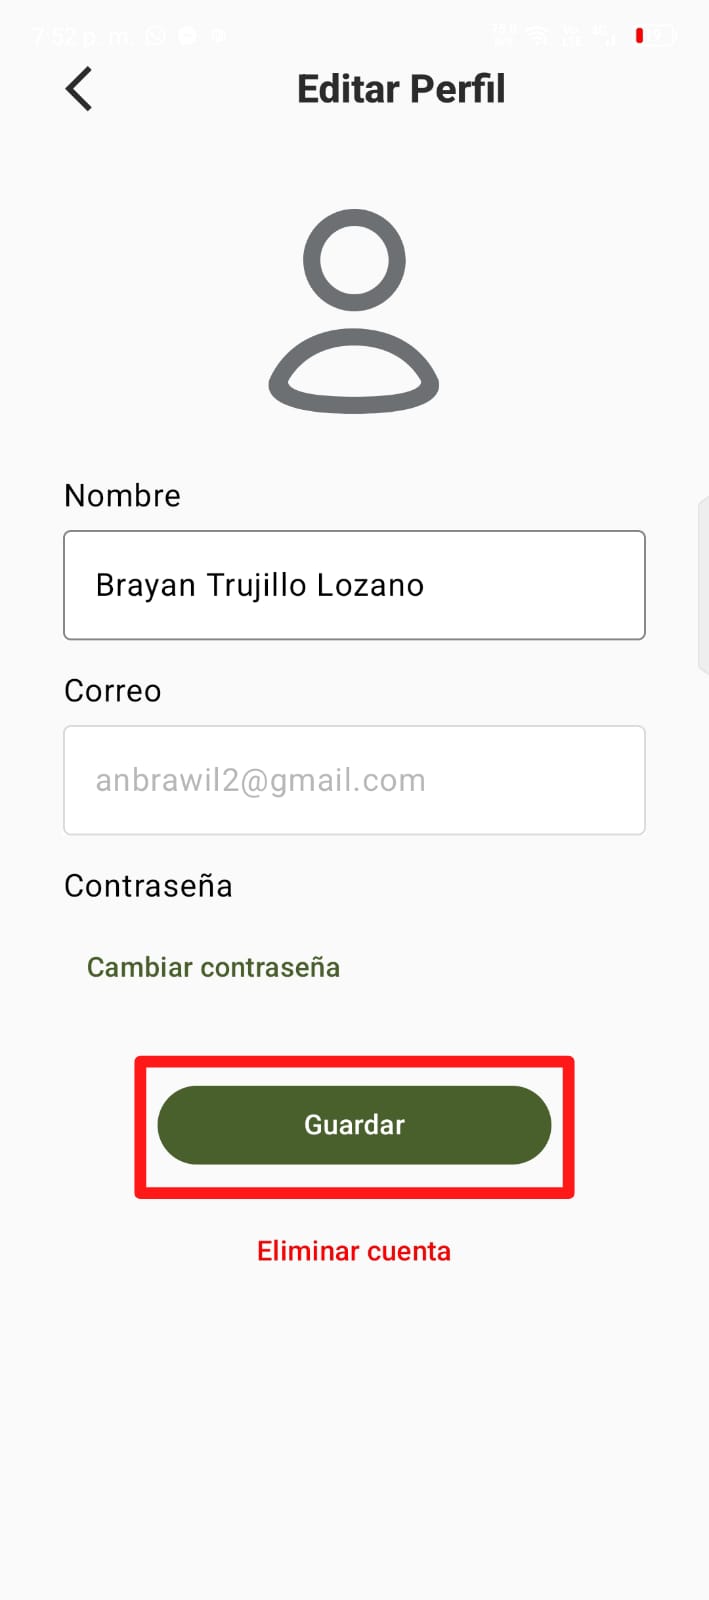 7:52 p. m.
Editar Perfil
Nombre
Brayan Trujillo Lozano
Correo
anbrawil2@gmail.com
Contraseña
Cambiar contraseña
Guardar
Eliminar cuenta